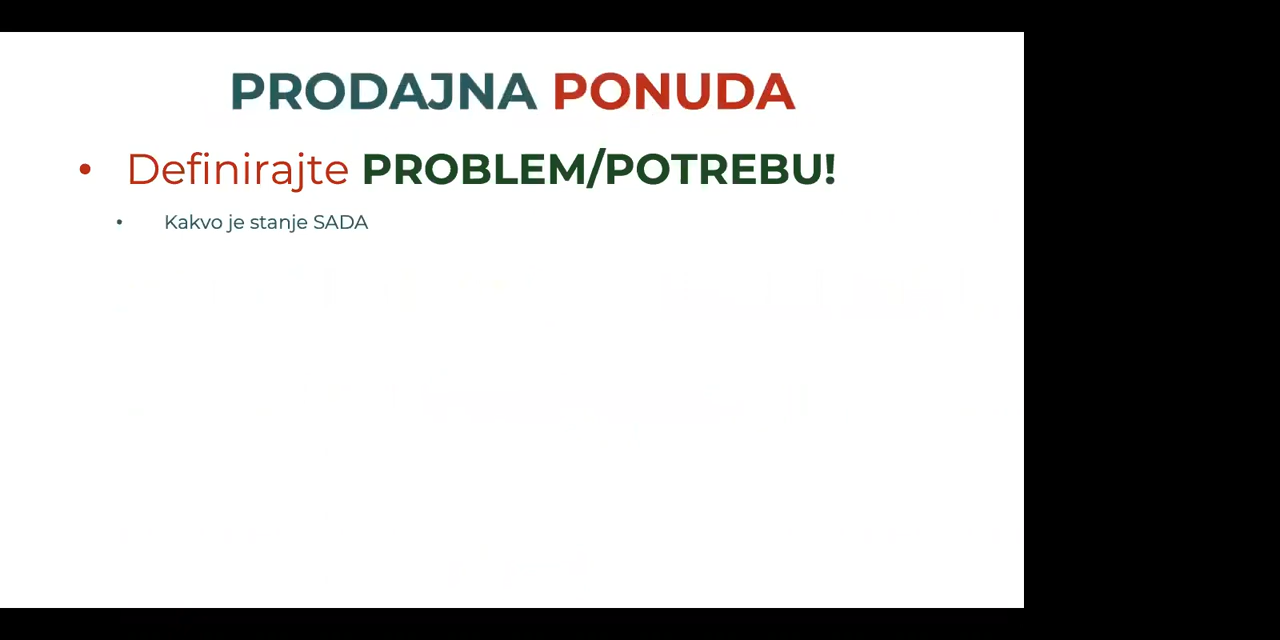 PRODAJNA PONUDA
• Definirajte PROBLEM/POTREBU!
• Kakvo je stanje SADA